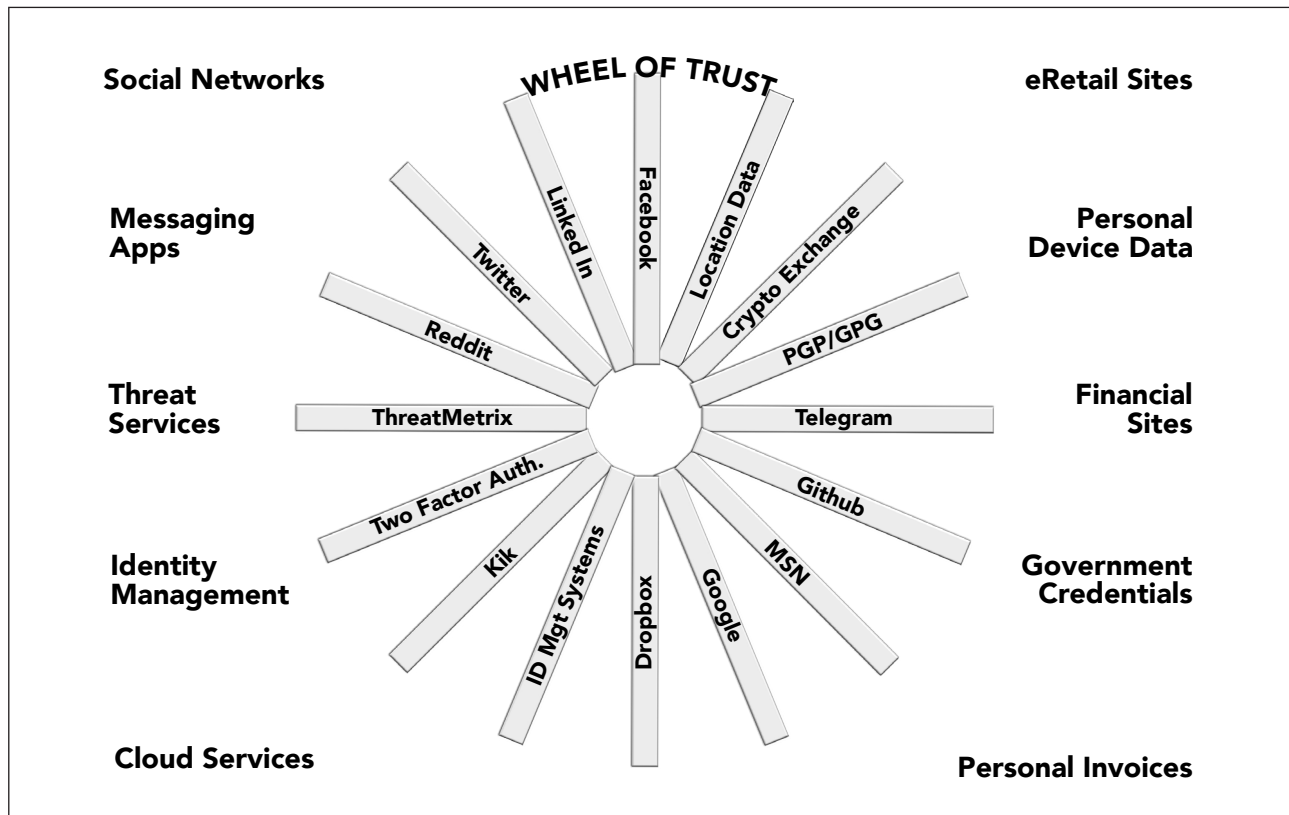 WHEEL OF TRUST
Social Networks
eRetail Sites
Messaging
Apps
Personal
Device Data
Threat
Services
Financial
Sites
Identity
Management
Government
Credentials
Cloud Services
Personal Invoices
Facebook
Location Data
Crypto Exchange
PGP/GPG
Telegram
Github
MSN
Google
Dropbox
ID Mgt Systems
Kik
Two Factor Auth.
ThreatMetrix
Reddit
Twitter
Linked In